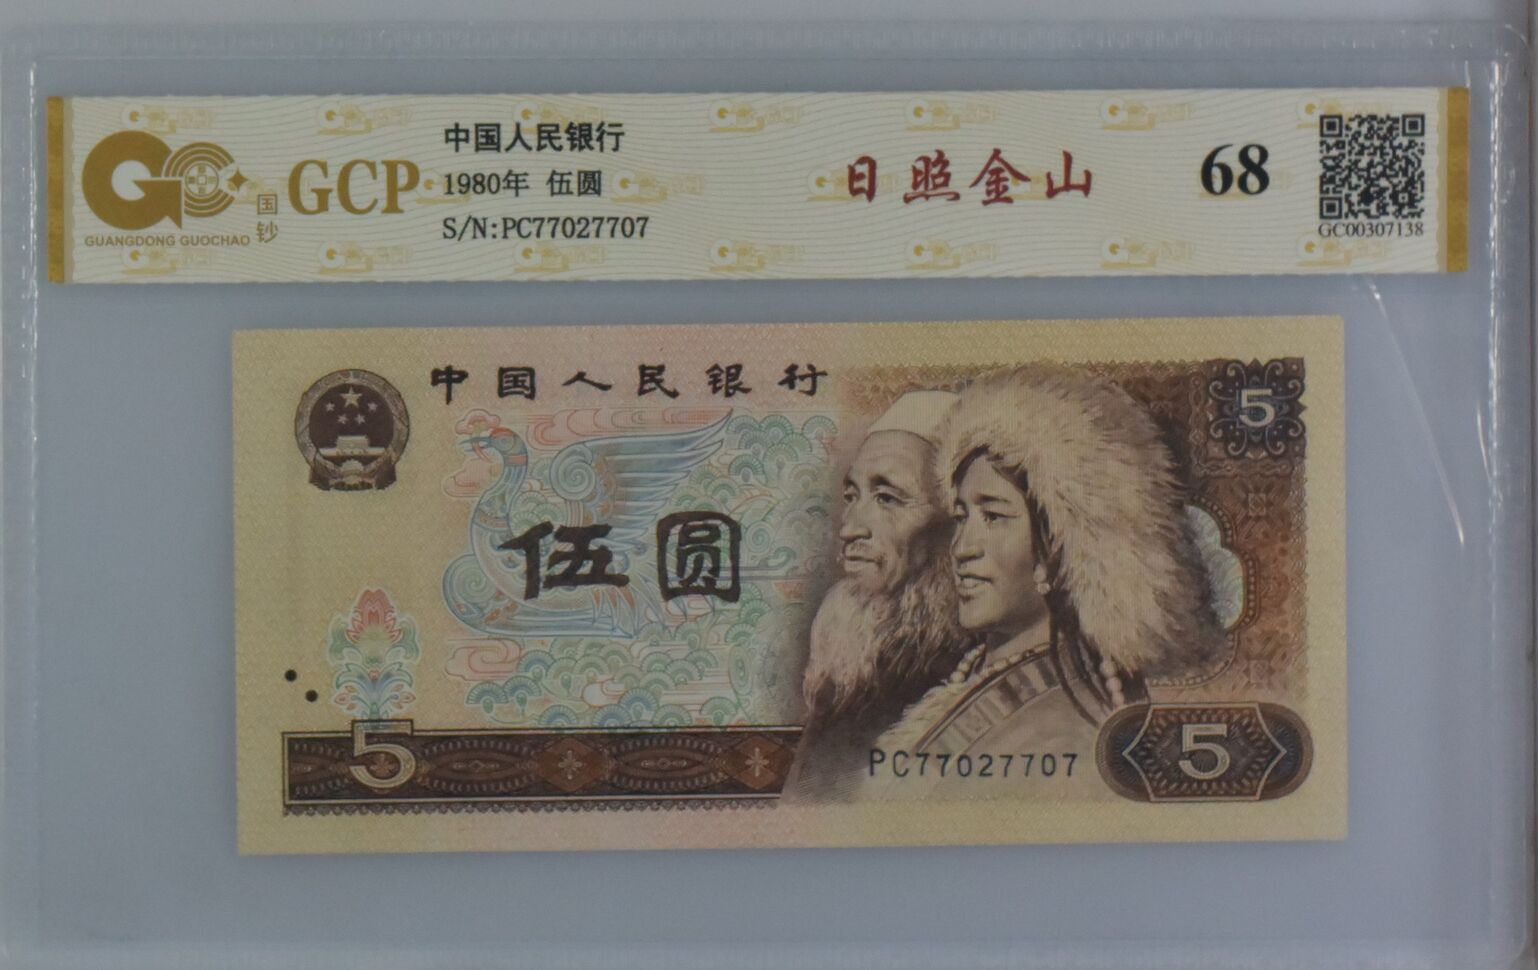 GUANGDONG GUOCHAO
国钞
GCP
中国人民银行
1980年 伍圆
S/N:PC77027707
日照金山
68
GC00307138
中国人民银行
5
伍圆
5
PC77027707
5